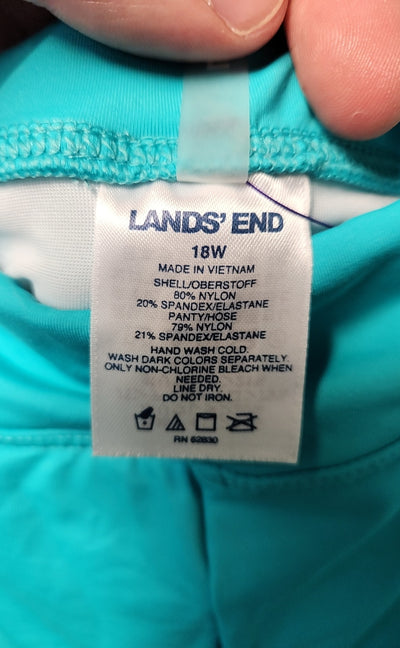 LANDS' END
18W
MADE IN VIETNAM
SHELL/OBERSTOFF
80% NYLON
20% SPANDEX/ELASTANE
PANTY/HOSE
79% NYLON
21% SPANDEX/ELASTANE
HAND WASH COLD.
WASH DARK COLORS SEPARATELY.
ONLY NON-CHLORINE BLEACH WHEN
NEEDED.
LINE DRY.
DO NOT IRON.
RN 62830